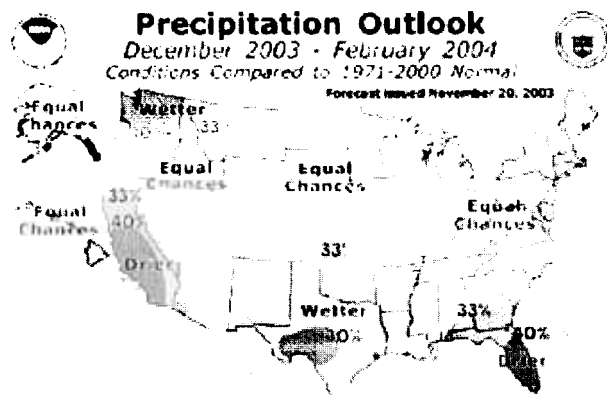 Precipitation Outlook
December 2003 - February 2004
Conditions Compared to 1971-2000 Normal
Forecast issued November 20, 2003
Equal
Chances
Wetter
33
Equal
Chances
Equal
Chances
33%
40%
Drier
Equal
Chances
Equal
Chances
33%
Wetter
40%
33%
40%
Drier